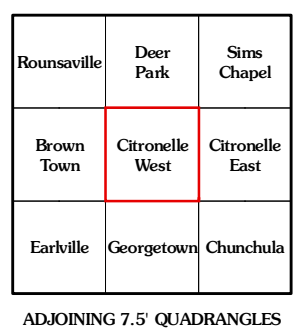 Rounsaville
Deer
Park
Sims
Chapel
Brown
Town
Citronelle
West
Citronelle
East
Earlville
Georgetown
Chunchula
ADJOINING 7.5' QUADRANGLES